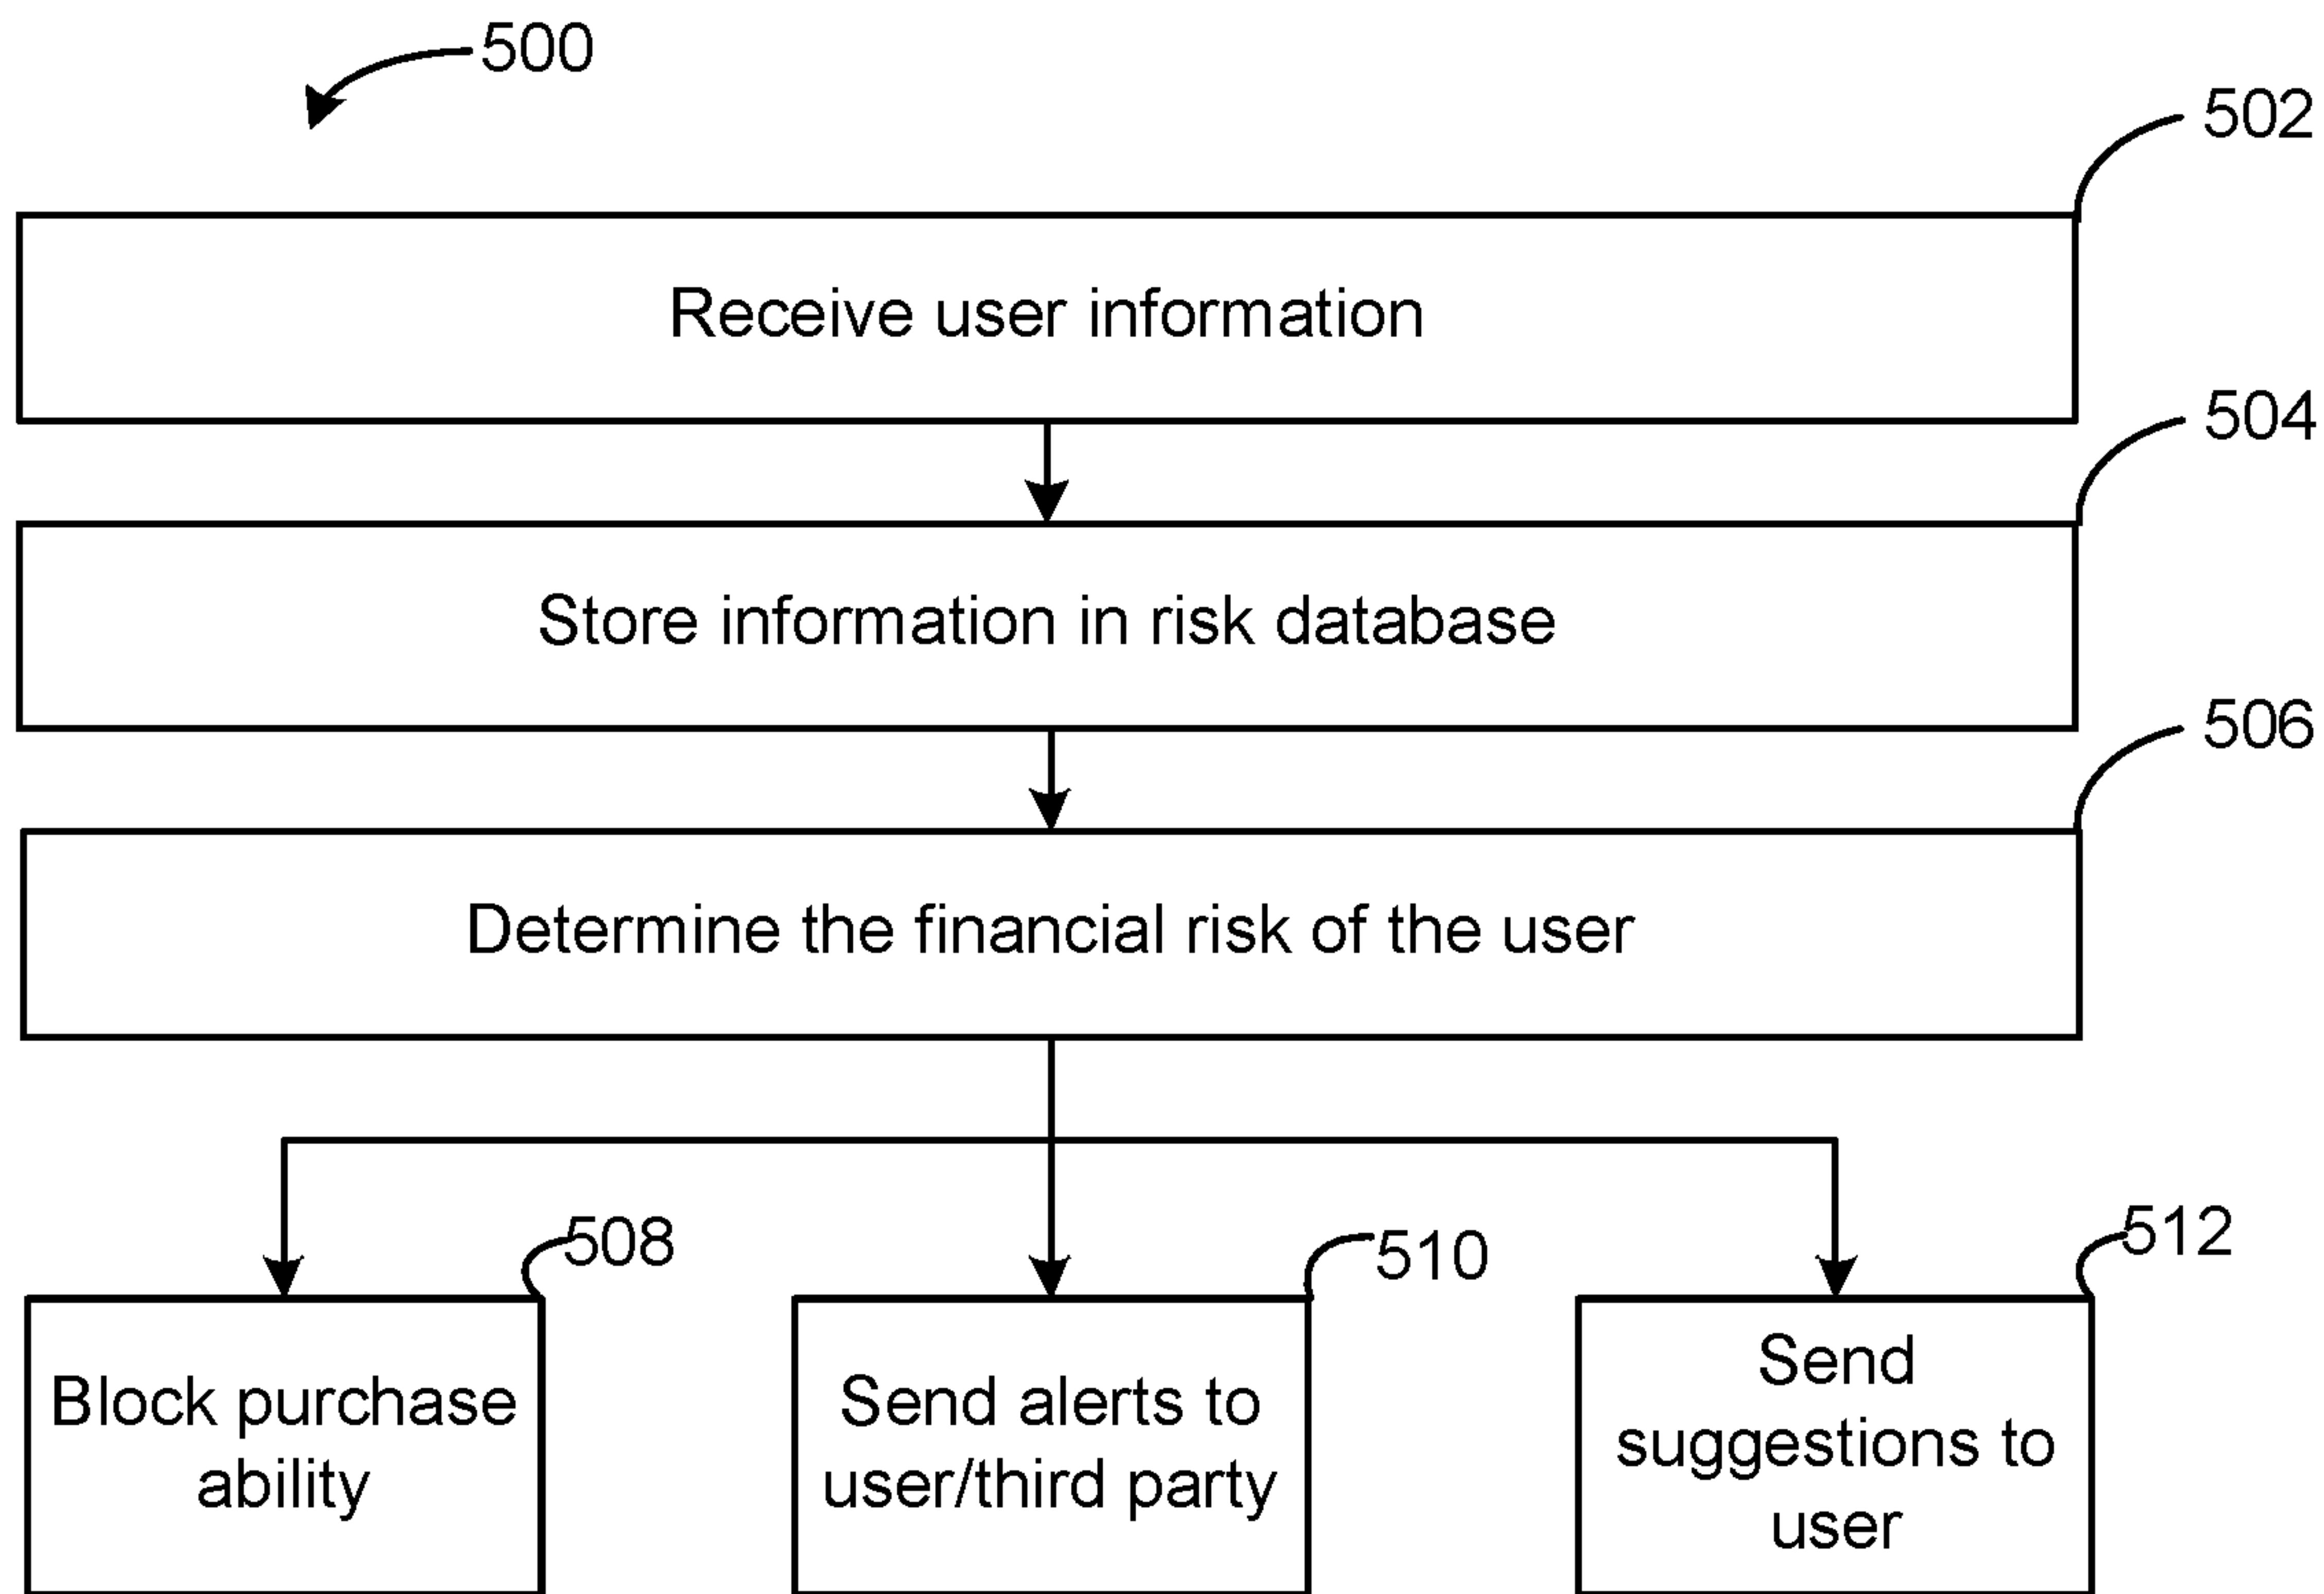 500
502
Receive user information
504
Store information in risk database
506
Determine the financial risk of the user
508
510
512
Block purchase
ability
Send alerts to
user/third party
Send
suggestions to
user